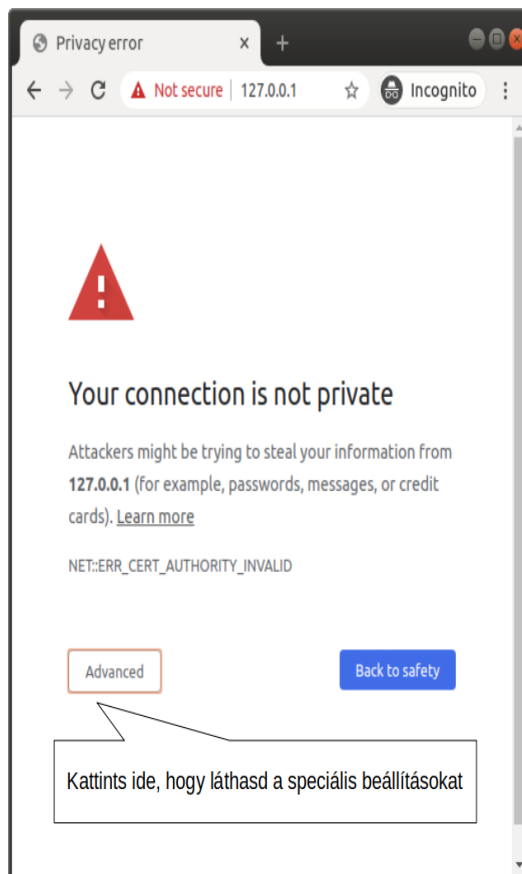 Privacy error
Not secure
127.0.0.1
Incognito
Your connection is not private
Attackers might be trying to steal your information from
127.0.0.1 (for example, passwords, messages, or credit
cards). Learn more
NET::ERR_CERT_AUTHORITY_INVALID
Advanced
Back to safety
Kattints ide, hogy láthasd a speciális beállításokat